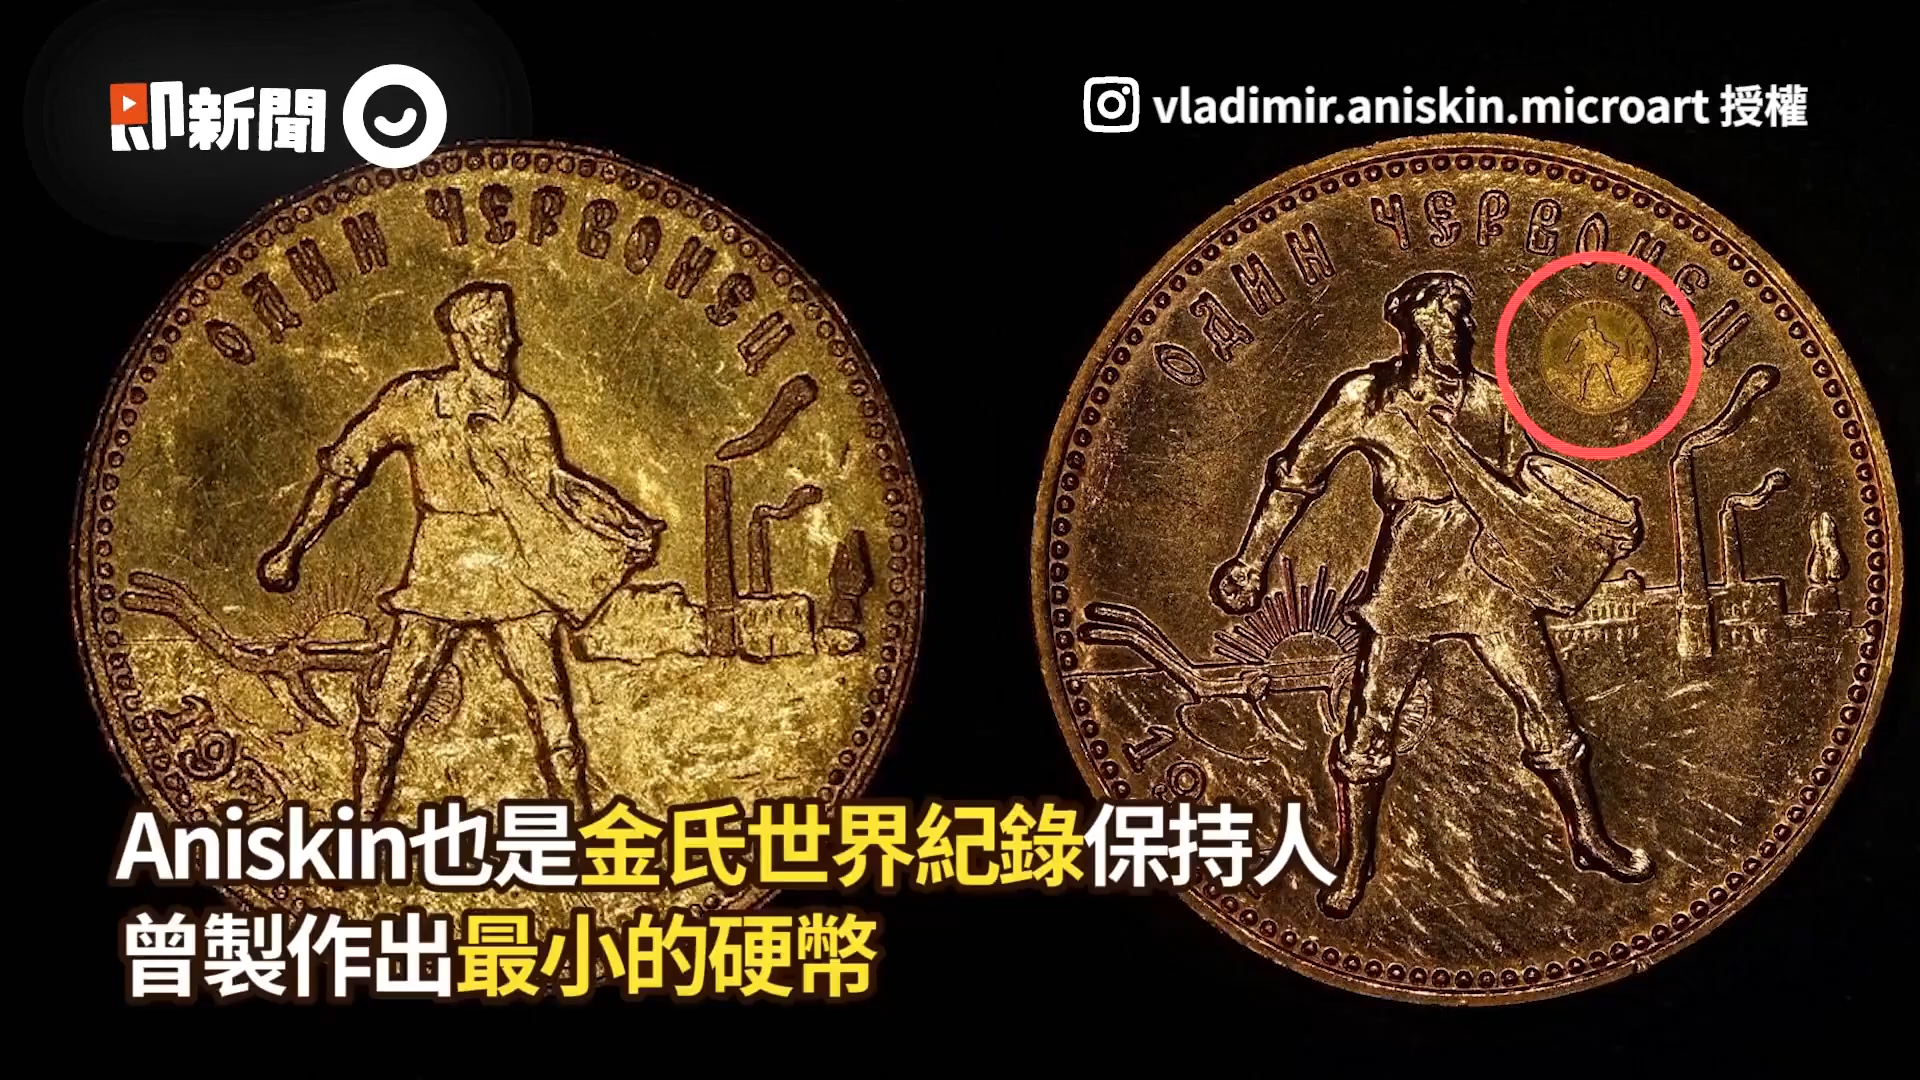 即新聞
vladimir.aniskin.microart 授權
ОДИН ЧЕРВОНЕЦ
ОДИН ЧЕРВОНЕЦ
Aniskin也是金氏世界紀錄保持人
曾製作出最小的硬幣